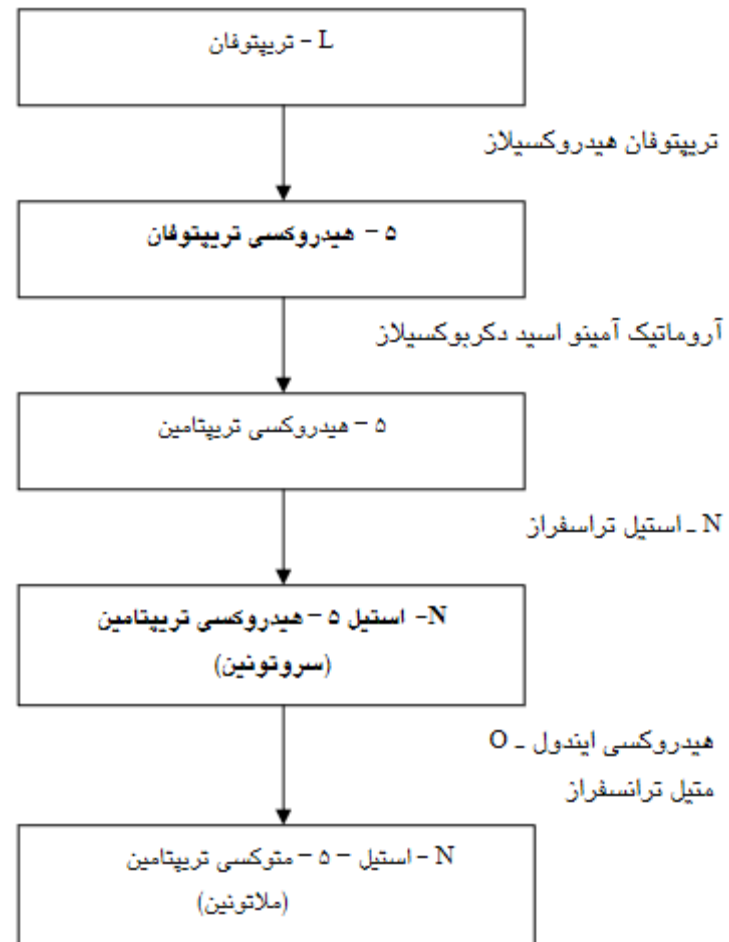 L - تریپتوفان
تریپتوفان هیدروکسیلاز
۵ – هیدروکسی تریپتوفان
آروماتیک آمینو اسید دکربوکسیلاز
۵ – هیدروکسی تریپتامین
N ـ استیل تراسفراز
N- استیل ۵ – هیدروکسی تریپتامین
(سروتونین)
هیدروکسی ایندول ـ O
متیل ترانسفراز
N - استیل – ۵ – متوکسی تریپتامین
(ملاتونین)